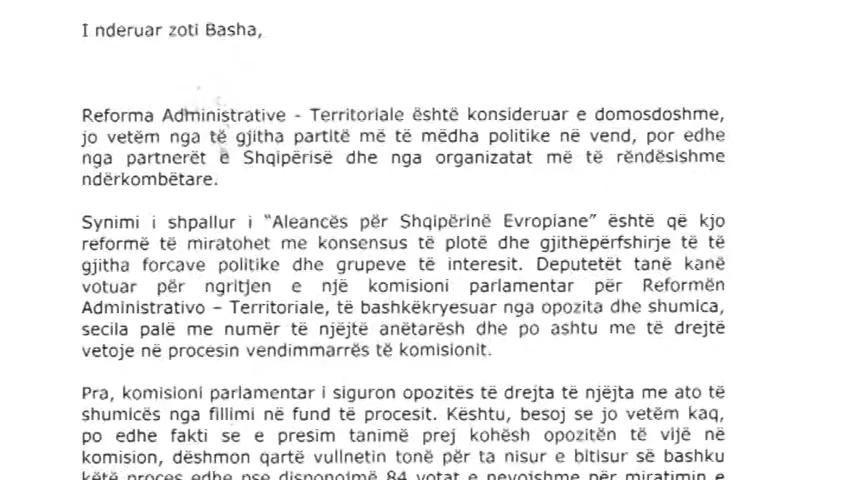 I nderuar zoti Basha,
Reforma Administrative - Territoriale është konsideruar e domosdoshme,
jo vetëm nga të gjitha partitë më të mëdha politike në vend, por edhe
nga partnerët e Shqipërisë dhe nga organizatat më të rëndësishme
ndërkombëtare.
Synimi i shpallur i "Aleancës për Shqipërinë Evropiane" është që kjo
reformë të miratohet me konsensus të plotë dhe gjithëpërfshirje të të
gjitha forcave politike dhe grupeve të interesit. Deputetët tanë kanë
votuar për ngritjen e një komisioni parlamentar për Reformën
Administrativo – Territoriale, të bashkëkryesuar nga opozita dhe shumica,
secila palë me numër të njëjtë anëtarësh dhe po ashtu me të drejtë
vetoje në procesin vendimmarrës të komisionit.
Pra, komisioni parlamentar i siguron opozitës të drejta të njëjta me ato të
shumicës nga fillimi në fund të procesit. Kështu, besoj se jo vetëm kaq,
po edhe fakti se e presim tanimë prej kohësh opozitën të vijë në
komision, dëshmon qartë vullnetin tonë për ta nisur e bitisur së bashku
këtë proces edhe pse disponojmë 84 votat e nevojshme për miratimin e